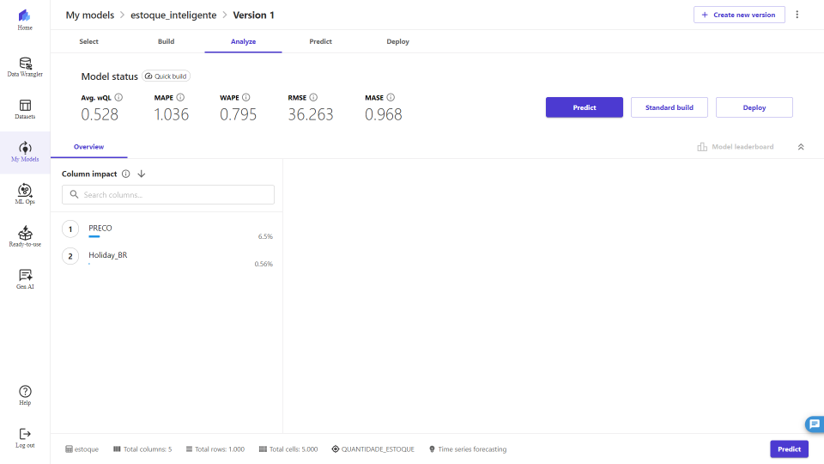 My models > estoque_inteligente > Version 1
+ Create new version
Home
Data Wrangler
Datasets
My Models
ML Ops
Ready-to-use
Gen AI
Help
Log out
Select
Build
Analyze
Predict
Deploy
Model status
Quick build
Avg. wQL
0.528
MAPE
1.036
WAPE
0.795
RMSE
36.263
MASE
0.968
Predict
Standard build
Deploy
Overview
Model leaderboard
Column impact
Search columns...
1
PRECO
6.5%
2
Holiday_BR
0.56%
estoque
Total columns: 5
Total rows: 1.000
Total cells: 5.000
QUANTIDADE_ESTOQUE
Time series forecasting
Predict